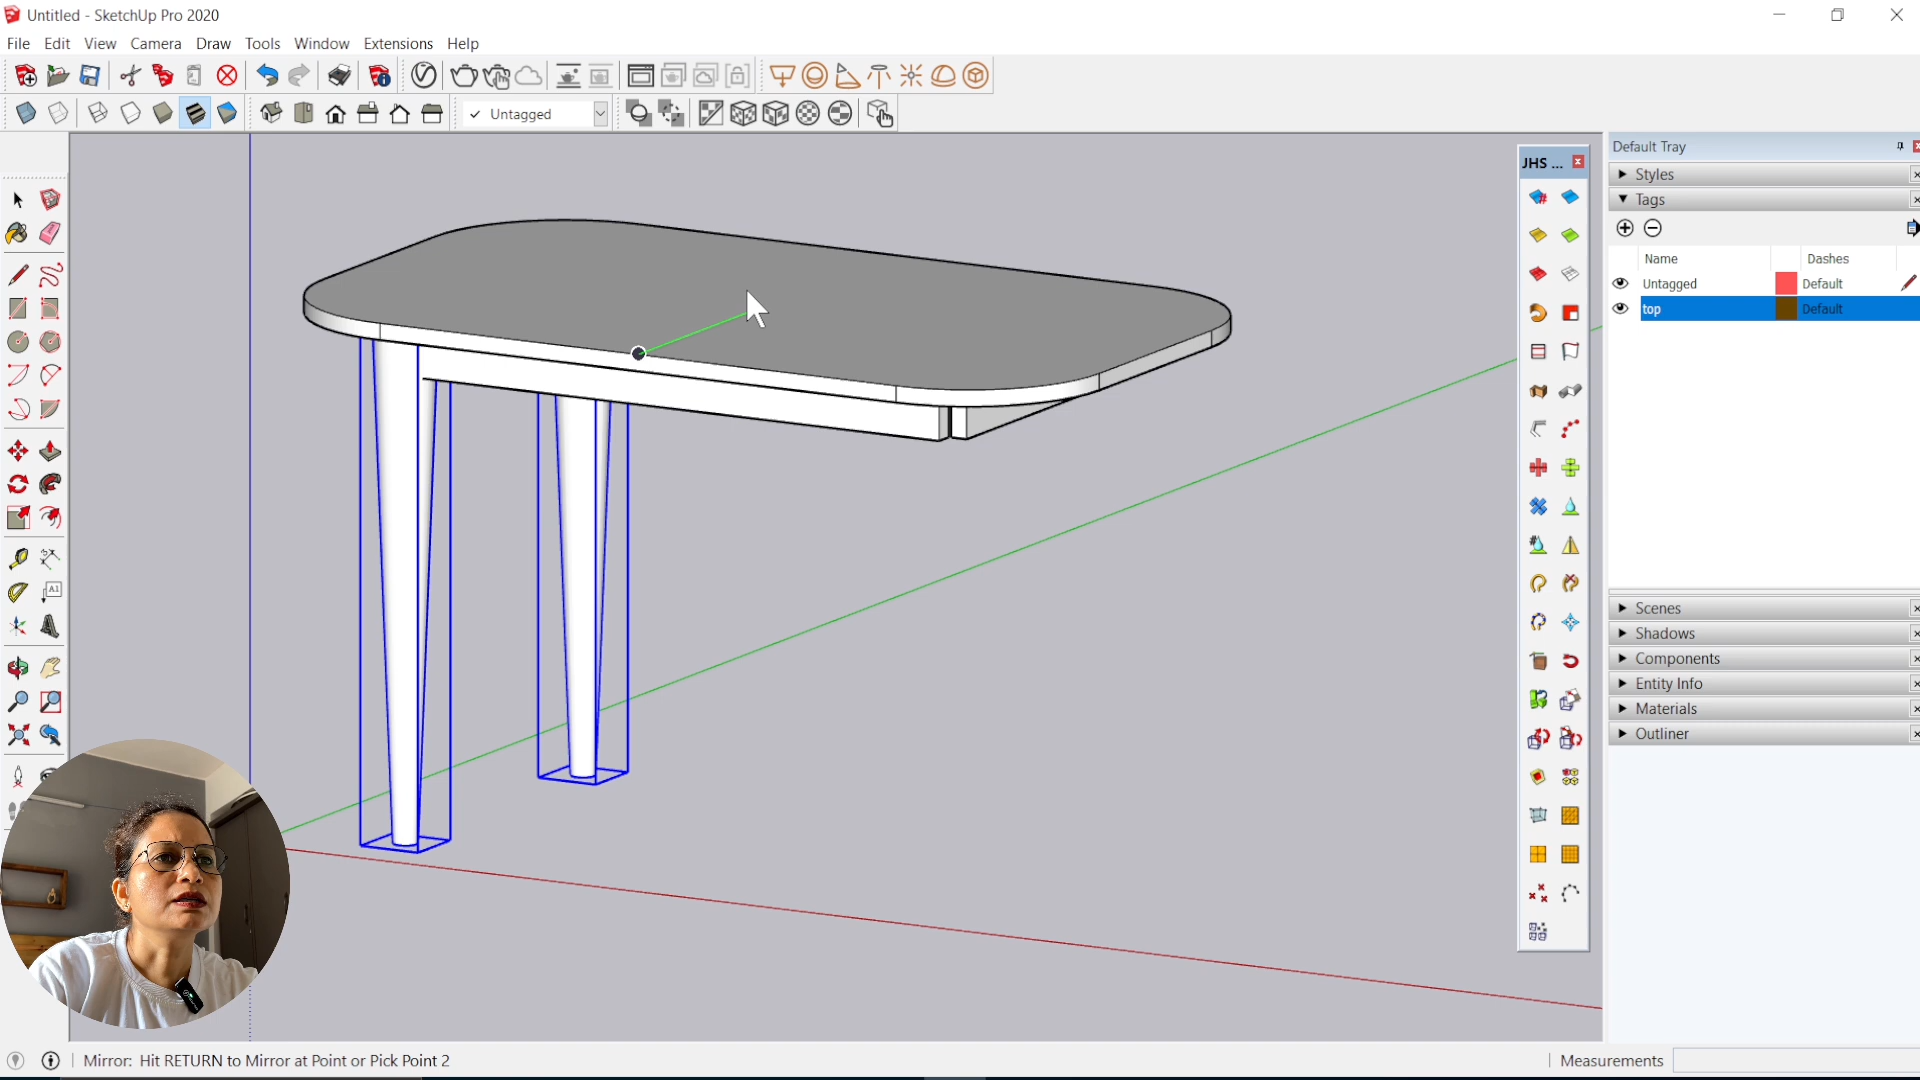 Untitled - SketchUp Pro 2020
File Edit View Camera Draw Tools Window Extensions Help
✓ Untagged
JHS ...
Default Tray
Styles
Tags
Name Dashes
Untagged Default
top Default
Scenes
Shadows
Components
Entity Info
Materials
Outliner
A1
Mirror: Hit RETURN to Mirror at Point or Pick Point 2
Measurements